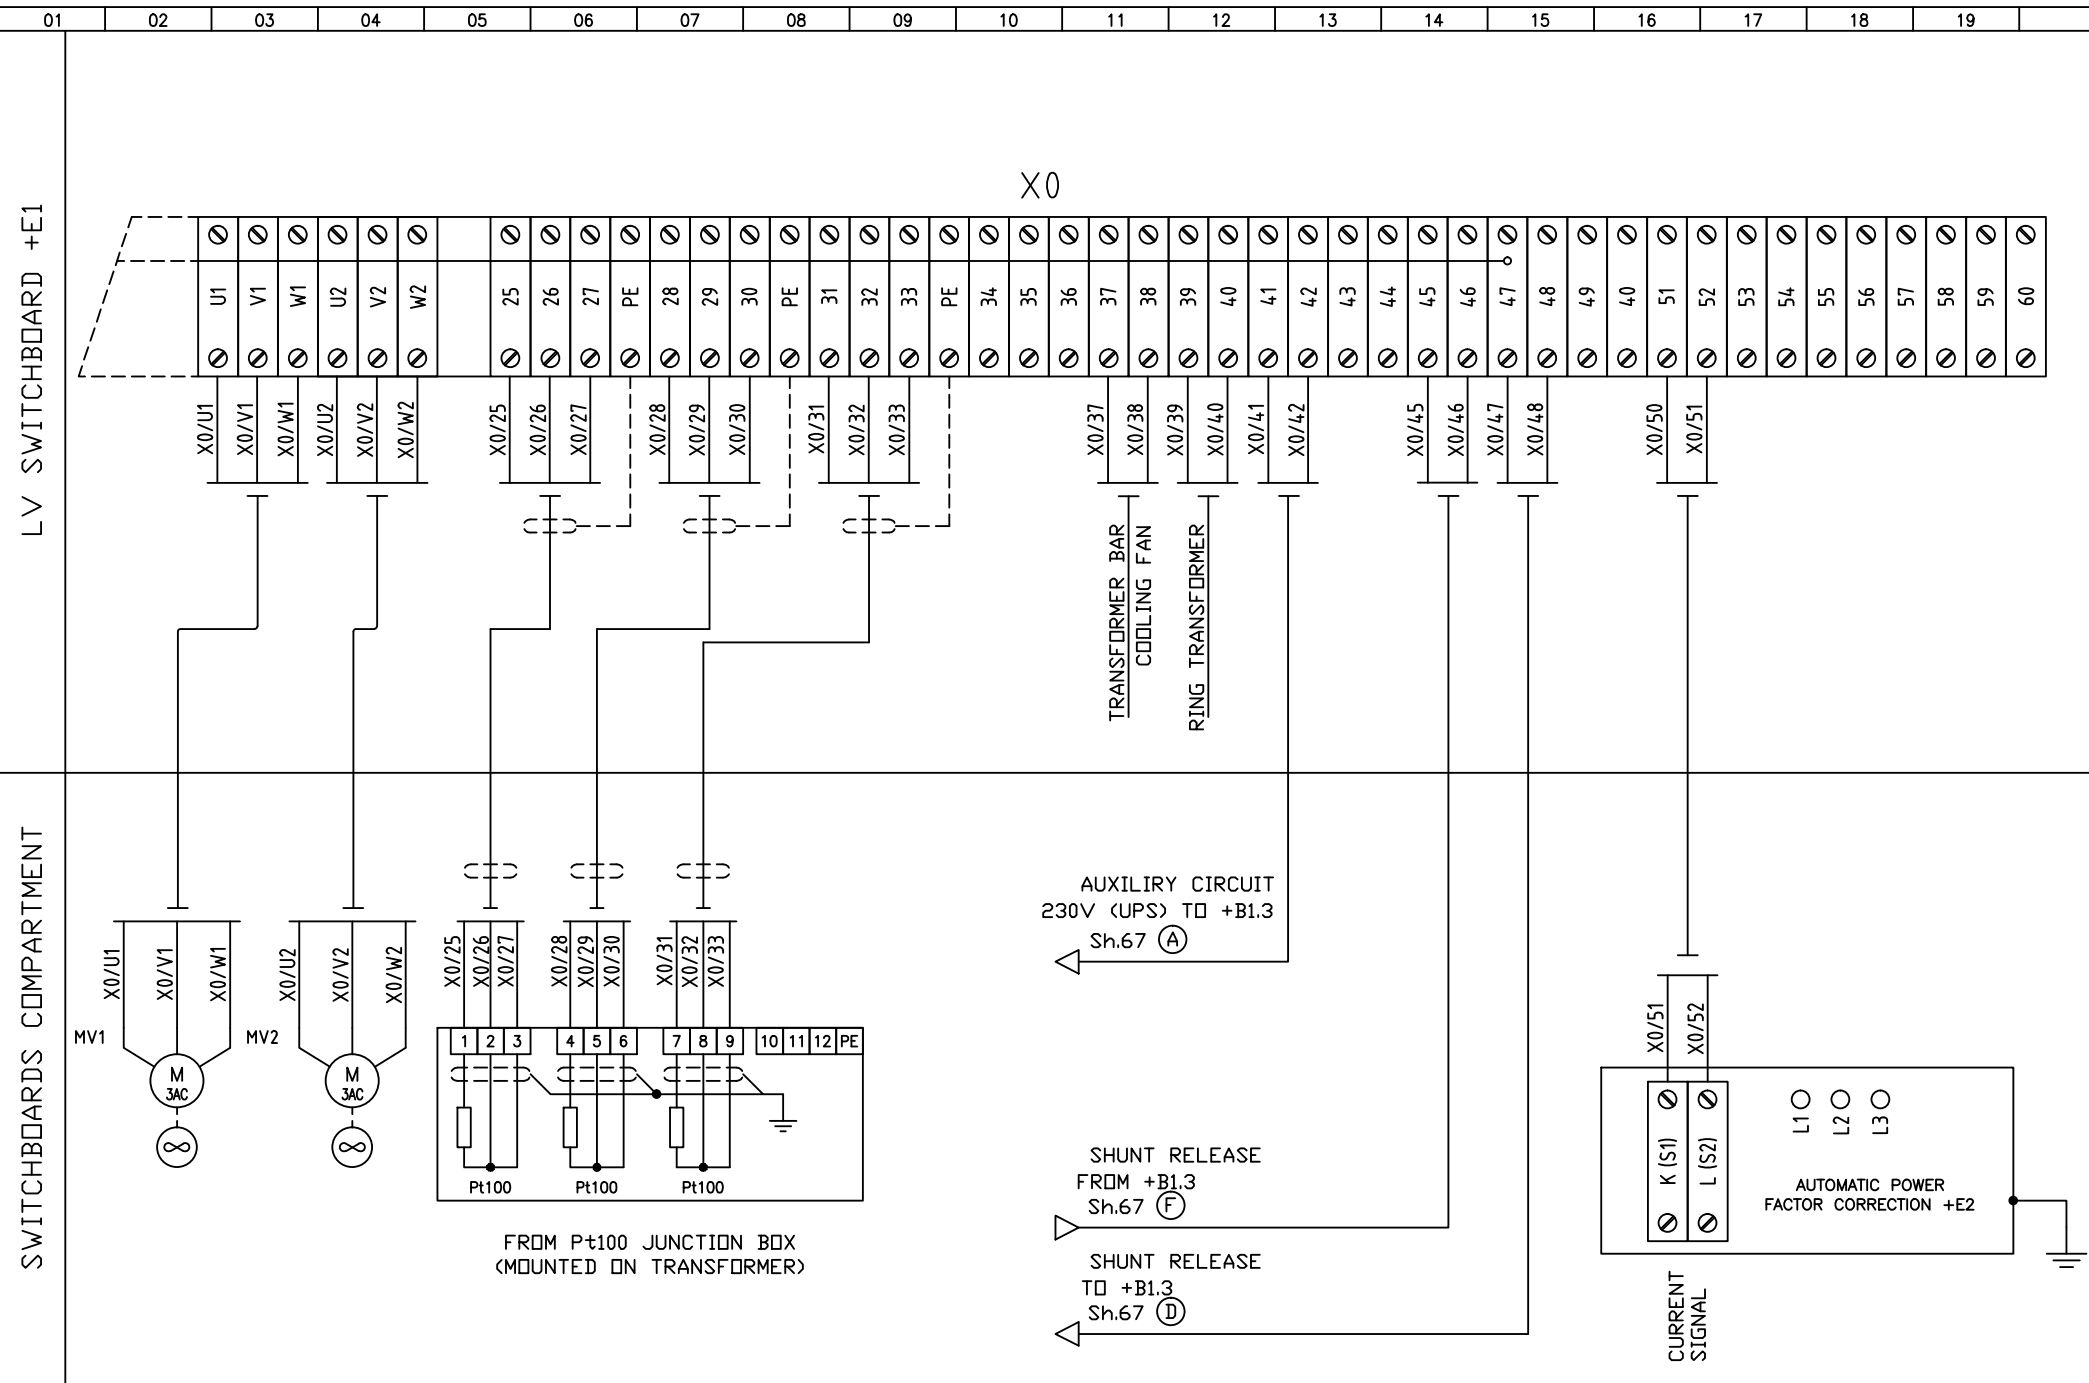 01 02 03 04 05 06 07 08 09 10 11 12 13 14 15 16 17 18 19
LV SWITCHBOARD +E1
X0
U1 V1 W1 U2 V2 W2 25 26 27 PE 28 29 30 PE 31 32 33 PE 34 35 36 37 38 39 40 41 42 43 44 45 46 47 48 49 40 51 52 53 54 55 56 57 58 59 60
X0/U1 X0/V1 X0/W1 X0/U2 X0/V2 X0/W2 X0/25 X0/26 X0/27 X0/28 X0/29 X0/30 X0/31 X0/32 X0/33 X0/37 X0/38 X0/39 X0/40 X0/41 X0/42 X0/45 X0/46 X0/47 X0/48 X0/50 X0/51
TRANSFORMER BAR
COOLING FAN
RING TRANSFORMER
SWITCHBOARDS COMPARTMENT
AUXILIRY CIRCUIT
230V (UPS) TO +B1.3
Sh.67 A
X0/U1 X0/V1 X0/W1 X0/U2 X0/V2 X0/W2 X0/25 X0/26 X0/27 X0/28 X0/29 X0/30 X0/31 X0/32 X0/33 X0/51 X0/52
MV1 MV2
1 2 3 4 5 6 7 8 9 10 11 12 PE
M
3AC
M
3AC
Pt100 Pt100 Pt100
FROM Pt100 JUNCTION BOX
(MOUNTED ON TRANSFORMER)
SHUNT RELEASE
FROM +B1.3
Sh.67 F
SHUNT RELEASE
TO +B1.3
Sh.67 D
K (S1)
L (S2)
L1 L2 L3
AUTOMATIC POWER
FACTOR CORRECTION +E2
CURRENT
SIGNAL